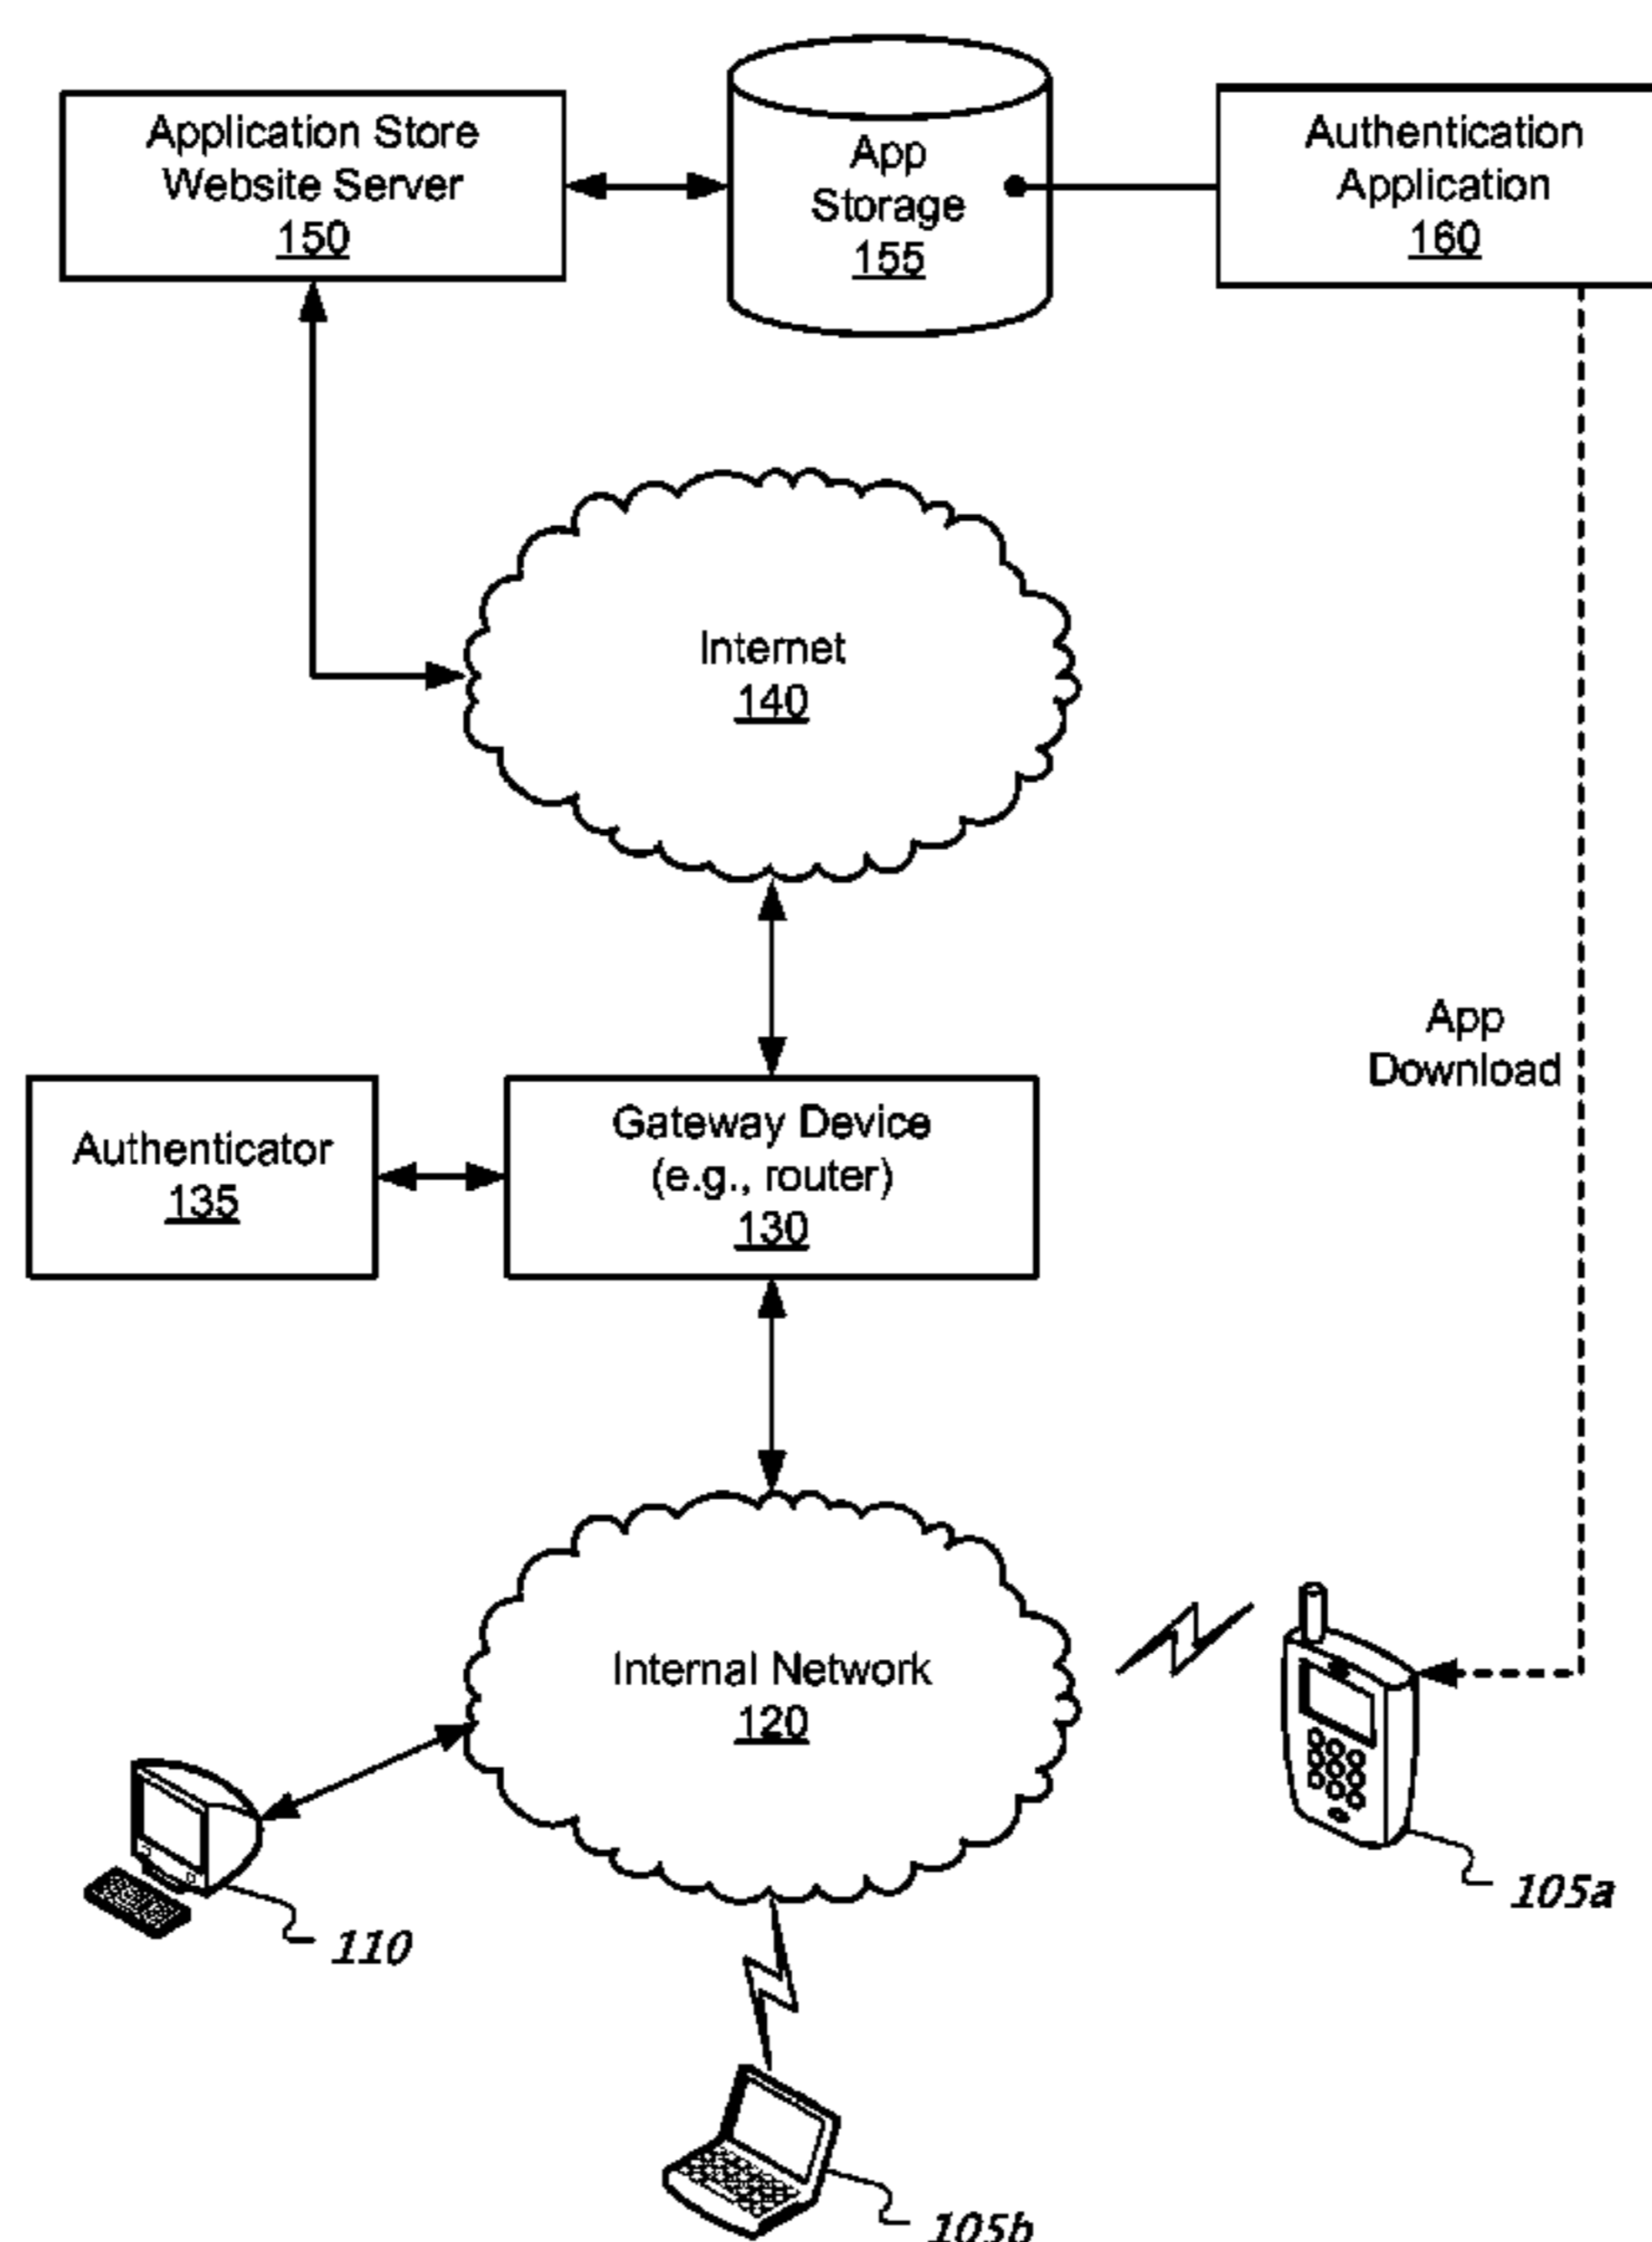 Application Store
Website Server
150
App
Storage
155
Authentication
Application
160
Internet
140
App
Download
Authenticator
135
Gateway Device
(e.g., router)
130
Internal Network
120
105a
110
105b